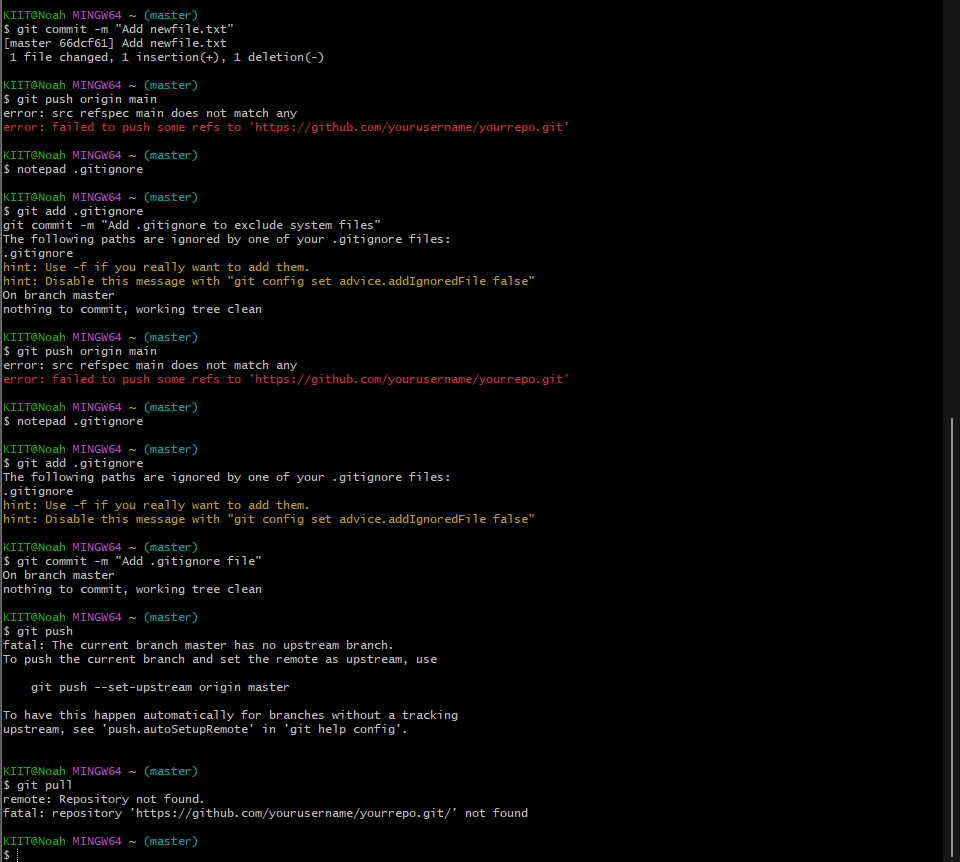 KIIT@Noah MINGW64 ~ (master)
$ git commit -m "Add newfile.txt"
[master 66dcf61] Add newfile.txt
 1 file changed, 1 insertion(+), 1 deletion(-)

KIIT@Noah MINGW64 ~ (master)
$ git push origin main
error: src refspec main does not match any
error: failed to push some refs to 'https://github.com/yourusername/yourrepo.git'

KIIT@Noah MINGW64 ~ (master)
$ notepad .gitignore

KIIT@Noah MINGW64 ~ (master)
$ git add .gitignore
git commit -m "Add .gitignore to exclude system files"
The following paths are ignored by one of your .gitignore files:
.gitignore
hint: Use -f if you really want to add them.
hint: Disable this message with "git config set advice.addIgnoredFile false"
On branch master
nothing to commit, working tree clean

KIIT@Noah MINGW64 ~ (master)
$ git push origin main
error: src refspec main does not match any
error: failed to push some refs to 'https://github.com/yourusername/yourrepo.git'

KIIT@Noah MINGW64 ~ (master)
$ notepad .gitignore

KIIT@Noah MINGW64 ~ (master)
$ git add .gitignore
The following paths are ignored by one of your .gitignore files:
.gitignore
hint: Use -f if you really want to add them.
hint: Disable this message with "git config set advice.addIgnoredFile false"

KIIT@Noah MINGW64 ~ (master)
$ git commit -m "Add .gitignore file"
On branch master
nothing to commit, working tree clean

KIIT@Noah MINGW64 ~ (master)
$ git push
fatal: The current branch master has no upstream branch.
To push the current branch and set the remote as upstream, use

    git push --set-upstream origin master

To have this happen automatically for branches without a tracking
upstream, see 'push.autoSetupRemote' in 'git help config'.

KIIT@Noah MINGW64 ~ (master)
$ git pull
remote: Repository not found.
fatal: repository 'https://github.com/yourusername/yourrepo.git/' not found

KIIT@Noah MINGW64 ~ (master)
$